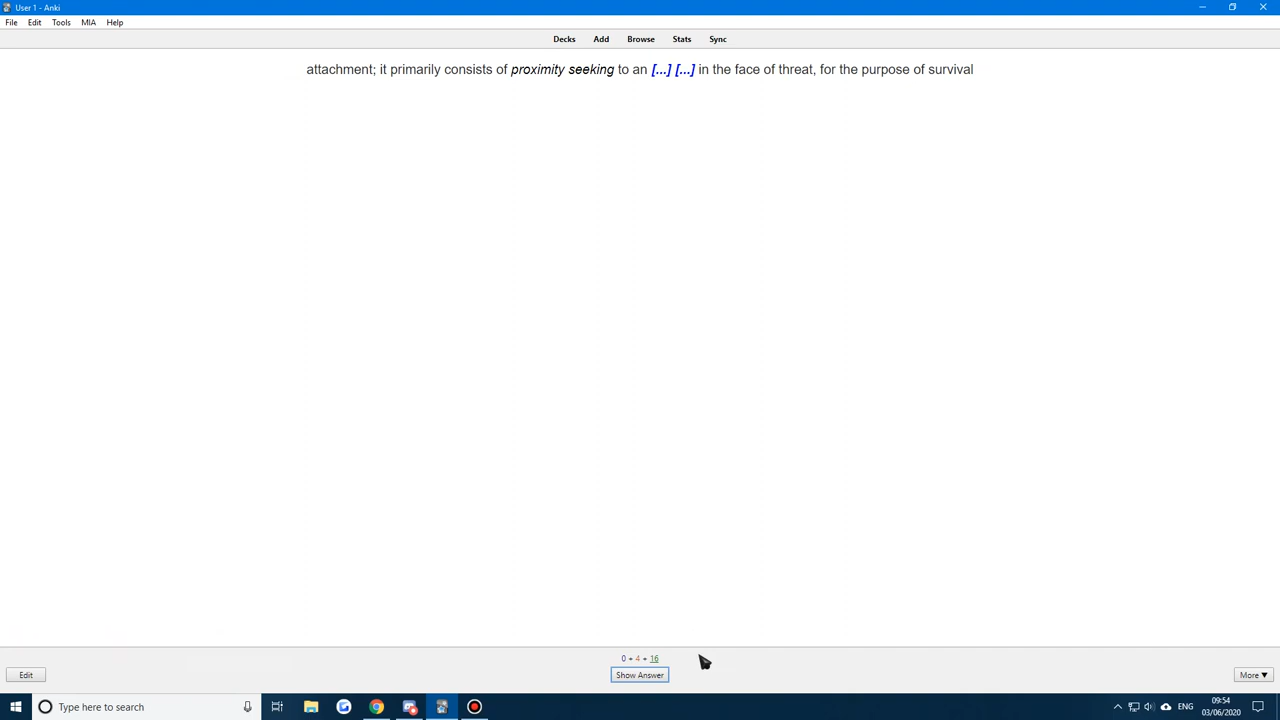 User 1 - Anki
File Edit Tools MIA Help
Decks Add Browse Stats Sync
attachment; it primarily consists of proximity seeking to an [...] [...] in the face of threat, for the purpose of survival
0 + 4 + 16
Edit Show Answer More
Type here to search
ENG
09:54
03/06/2020